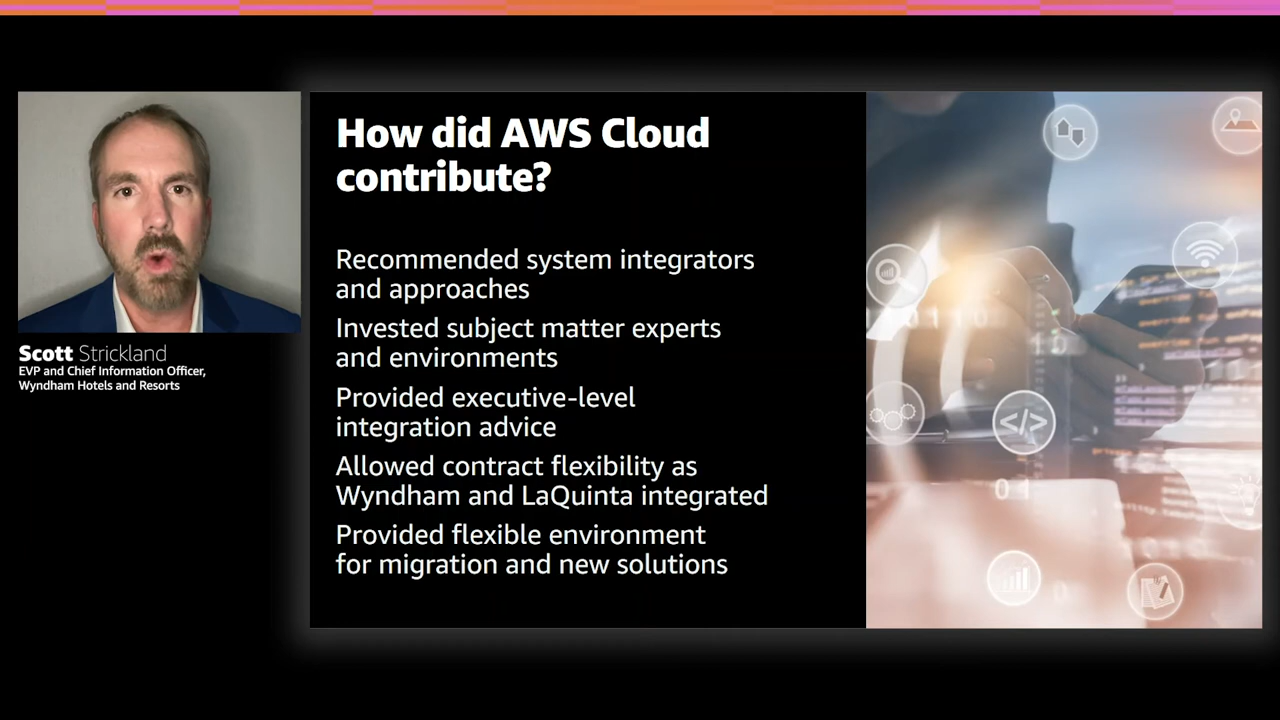 How did AWS Cloud
contribute?
Recommended system integrators
and approaches
Invested subject matter experts
and environments
Provided executive-level
integration advice
Allowed contract flexibility as
Wyndham and LaQuinta integrated
Provided flexible environment
for migration and new solutions
Scott Strickland
EVP and Chief Information Officer,
Wyndham Hotels and Resorts
</>
01